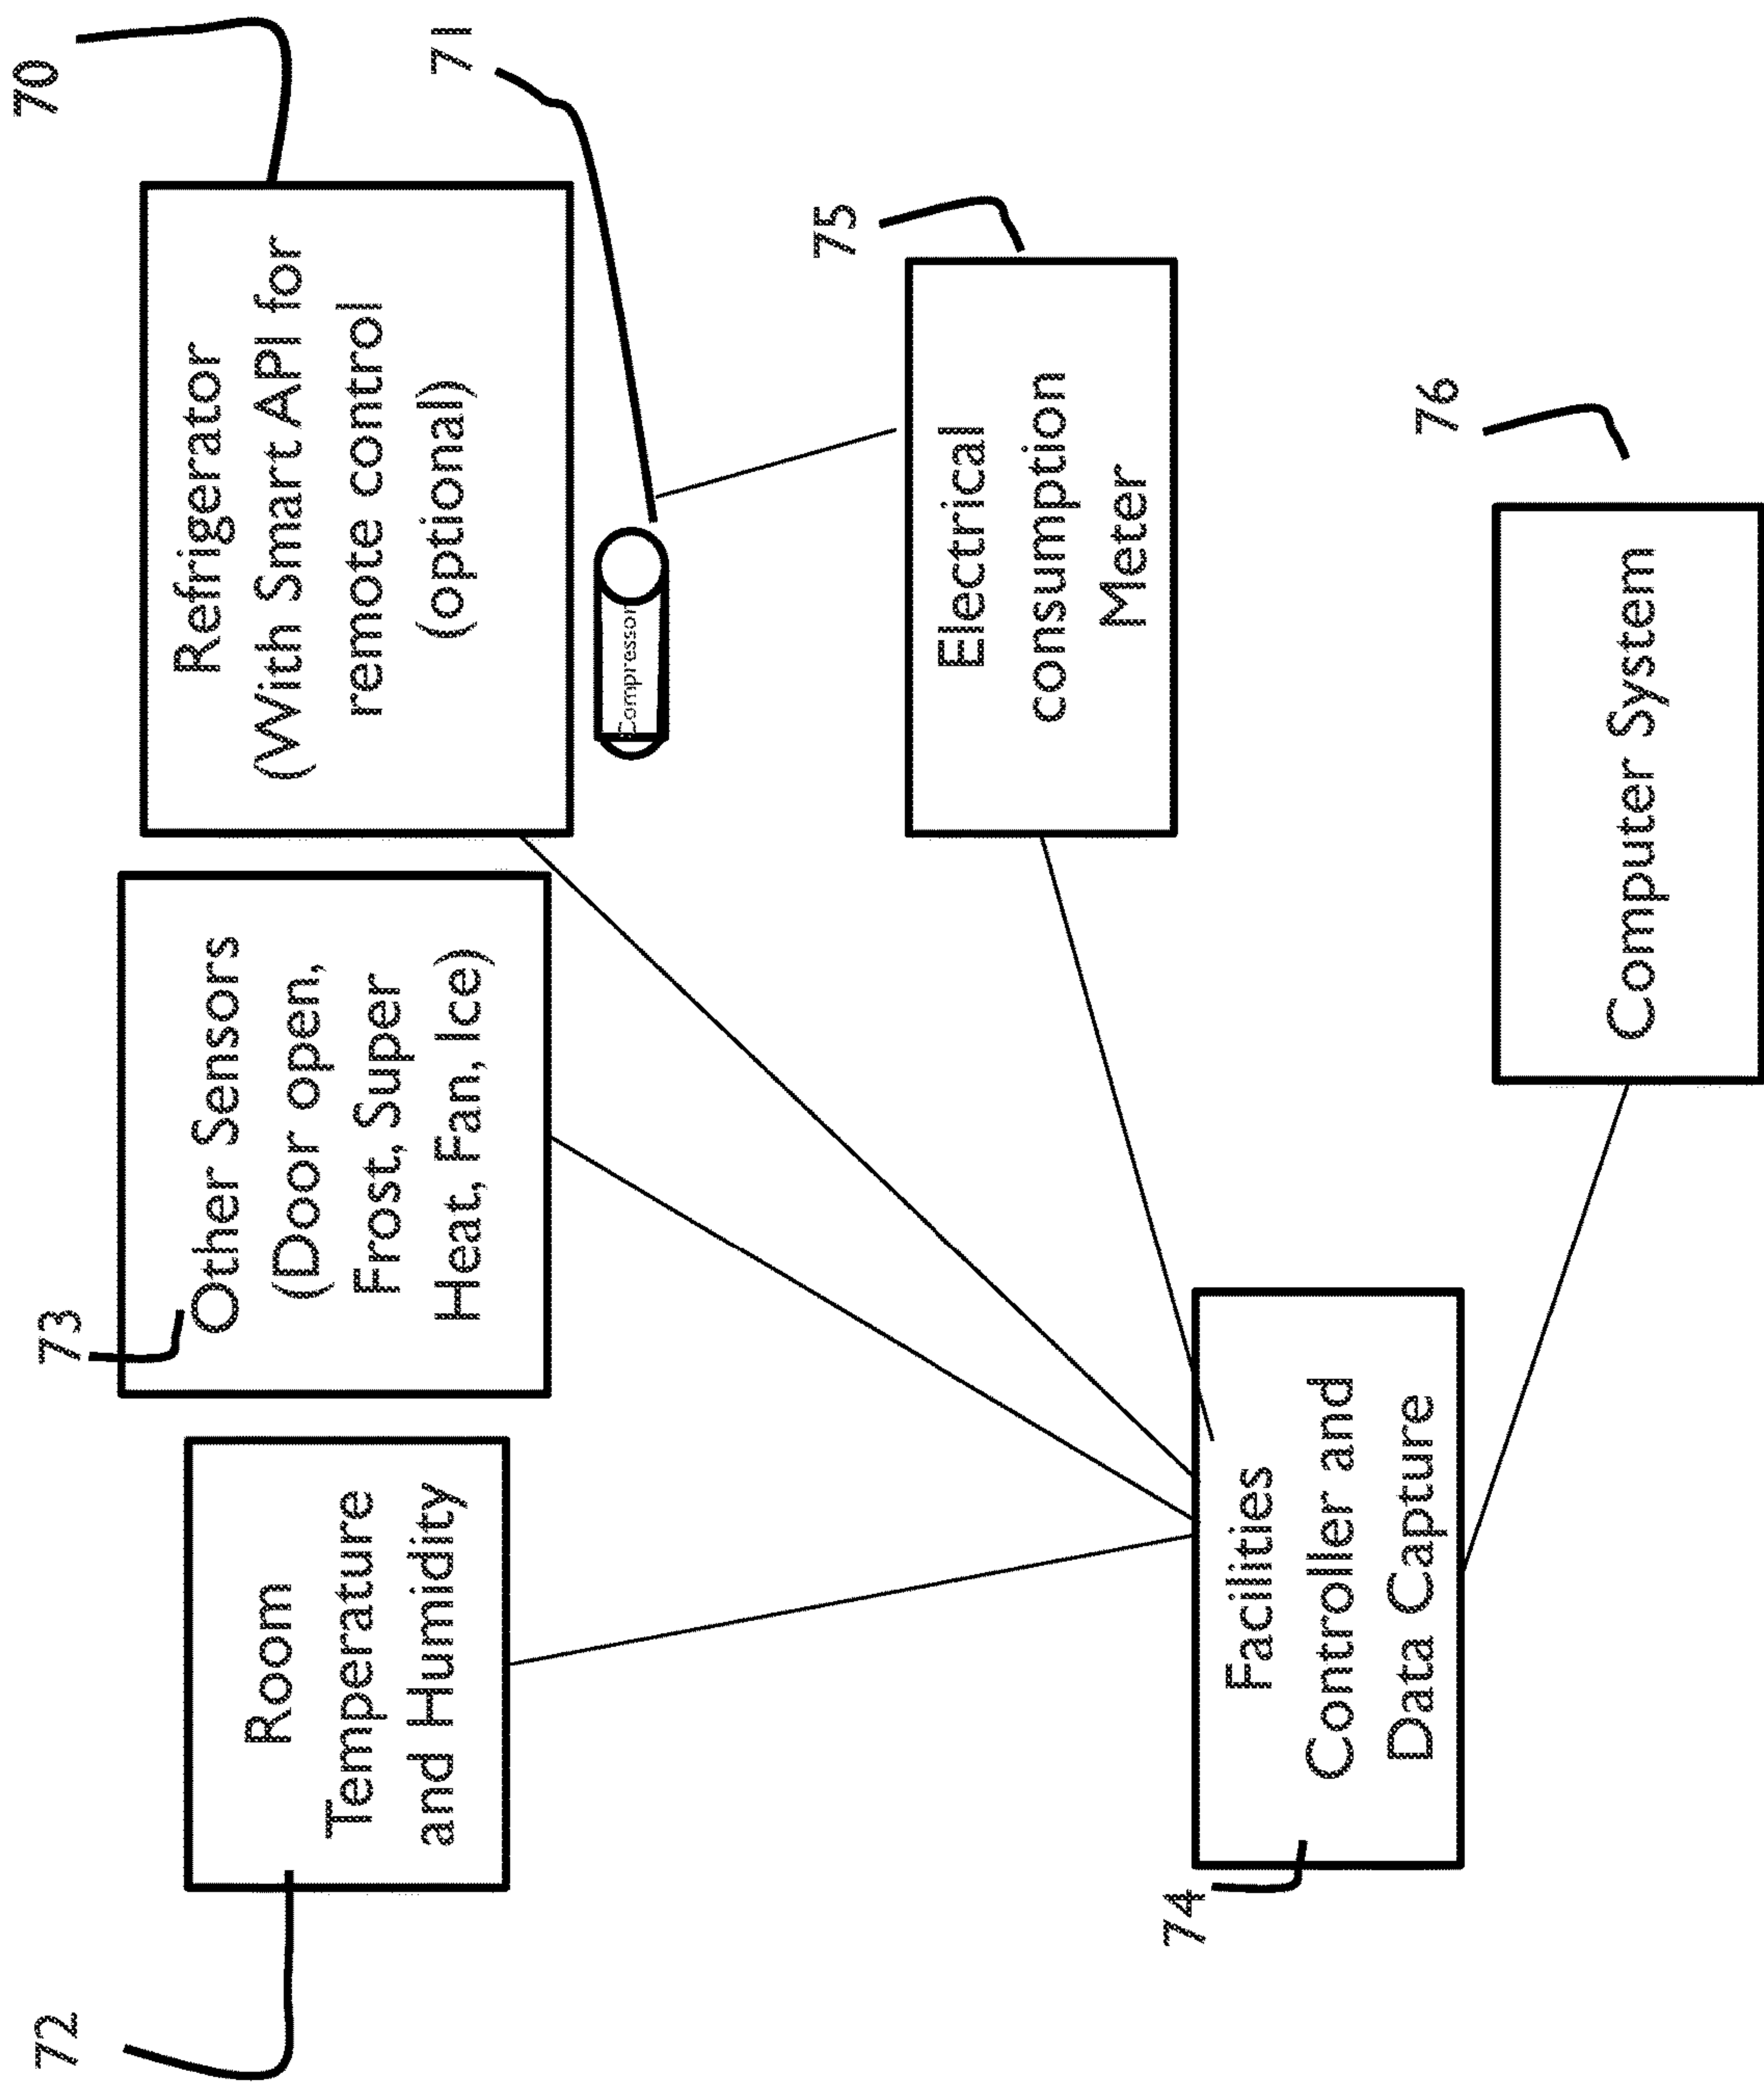 72
Room
Temperature
and Humidity
73
Other Sensors
(Door open,
Frost, Super
Heat, Fan, Ice)
70
Refrigerator
(With Smart API for
remote control
(optional)
71
Compressor
75
Electrical
consumption
Meter
74
Facilities
Controller and
Data Capture
76
Computer System